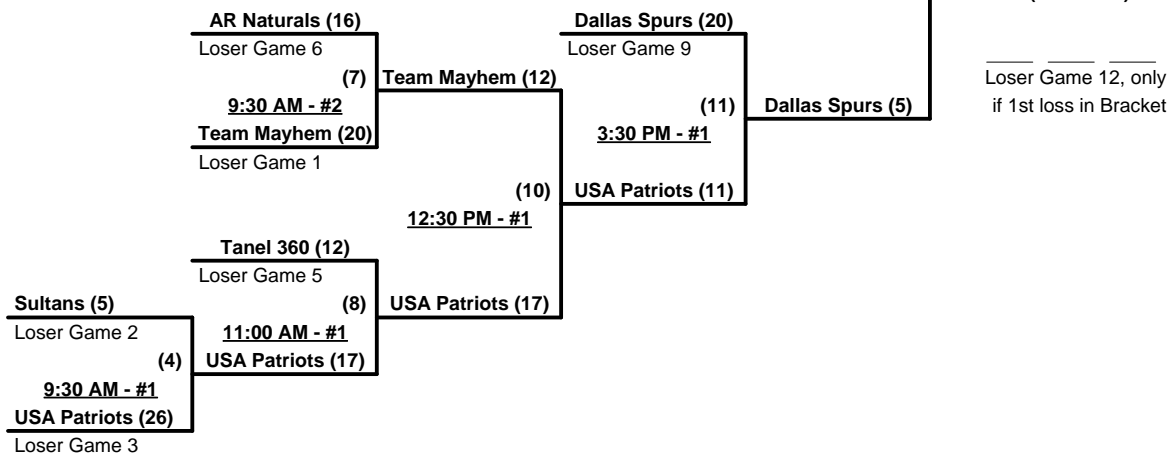 AR Naturals (16)
Loser Game 6
(7)
9:30 AM - #2
Team Mayhem (20)
Loser Game 1
Team Mayhem (12)
Dallas Spurs (20)
Loser Game 9
(11)
3:30 PM - #1
Dallas Spurs (5)
Loser Game 12, only
if 1st loss in Bracket
(10)
12:30 PM - #1
USA Patriots (11)
Tanel 360 (12)
Loser Game 5
(8)
11:00 AM - #1
USA Patriots (17)
USA Patriots (17)
Sultans (5)
Loser Game 2
(4)
9:30 AM - #1
USA Patriots (26)
Loser Game 3